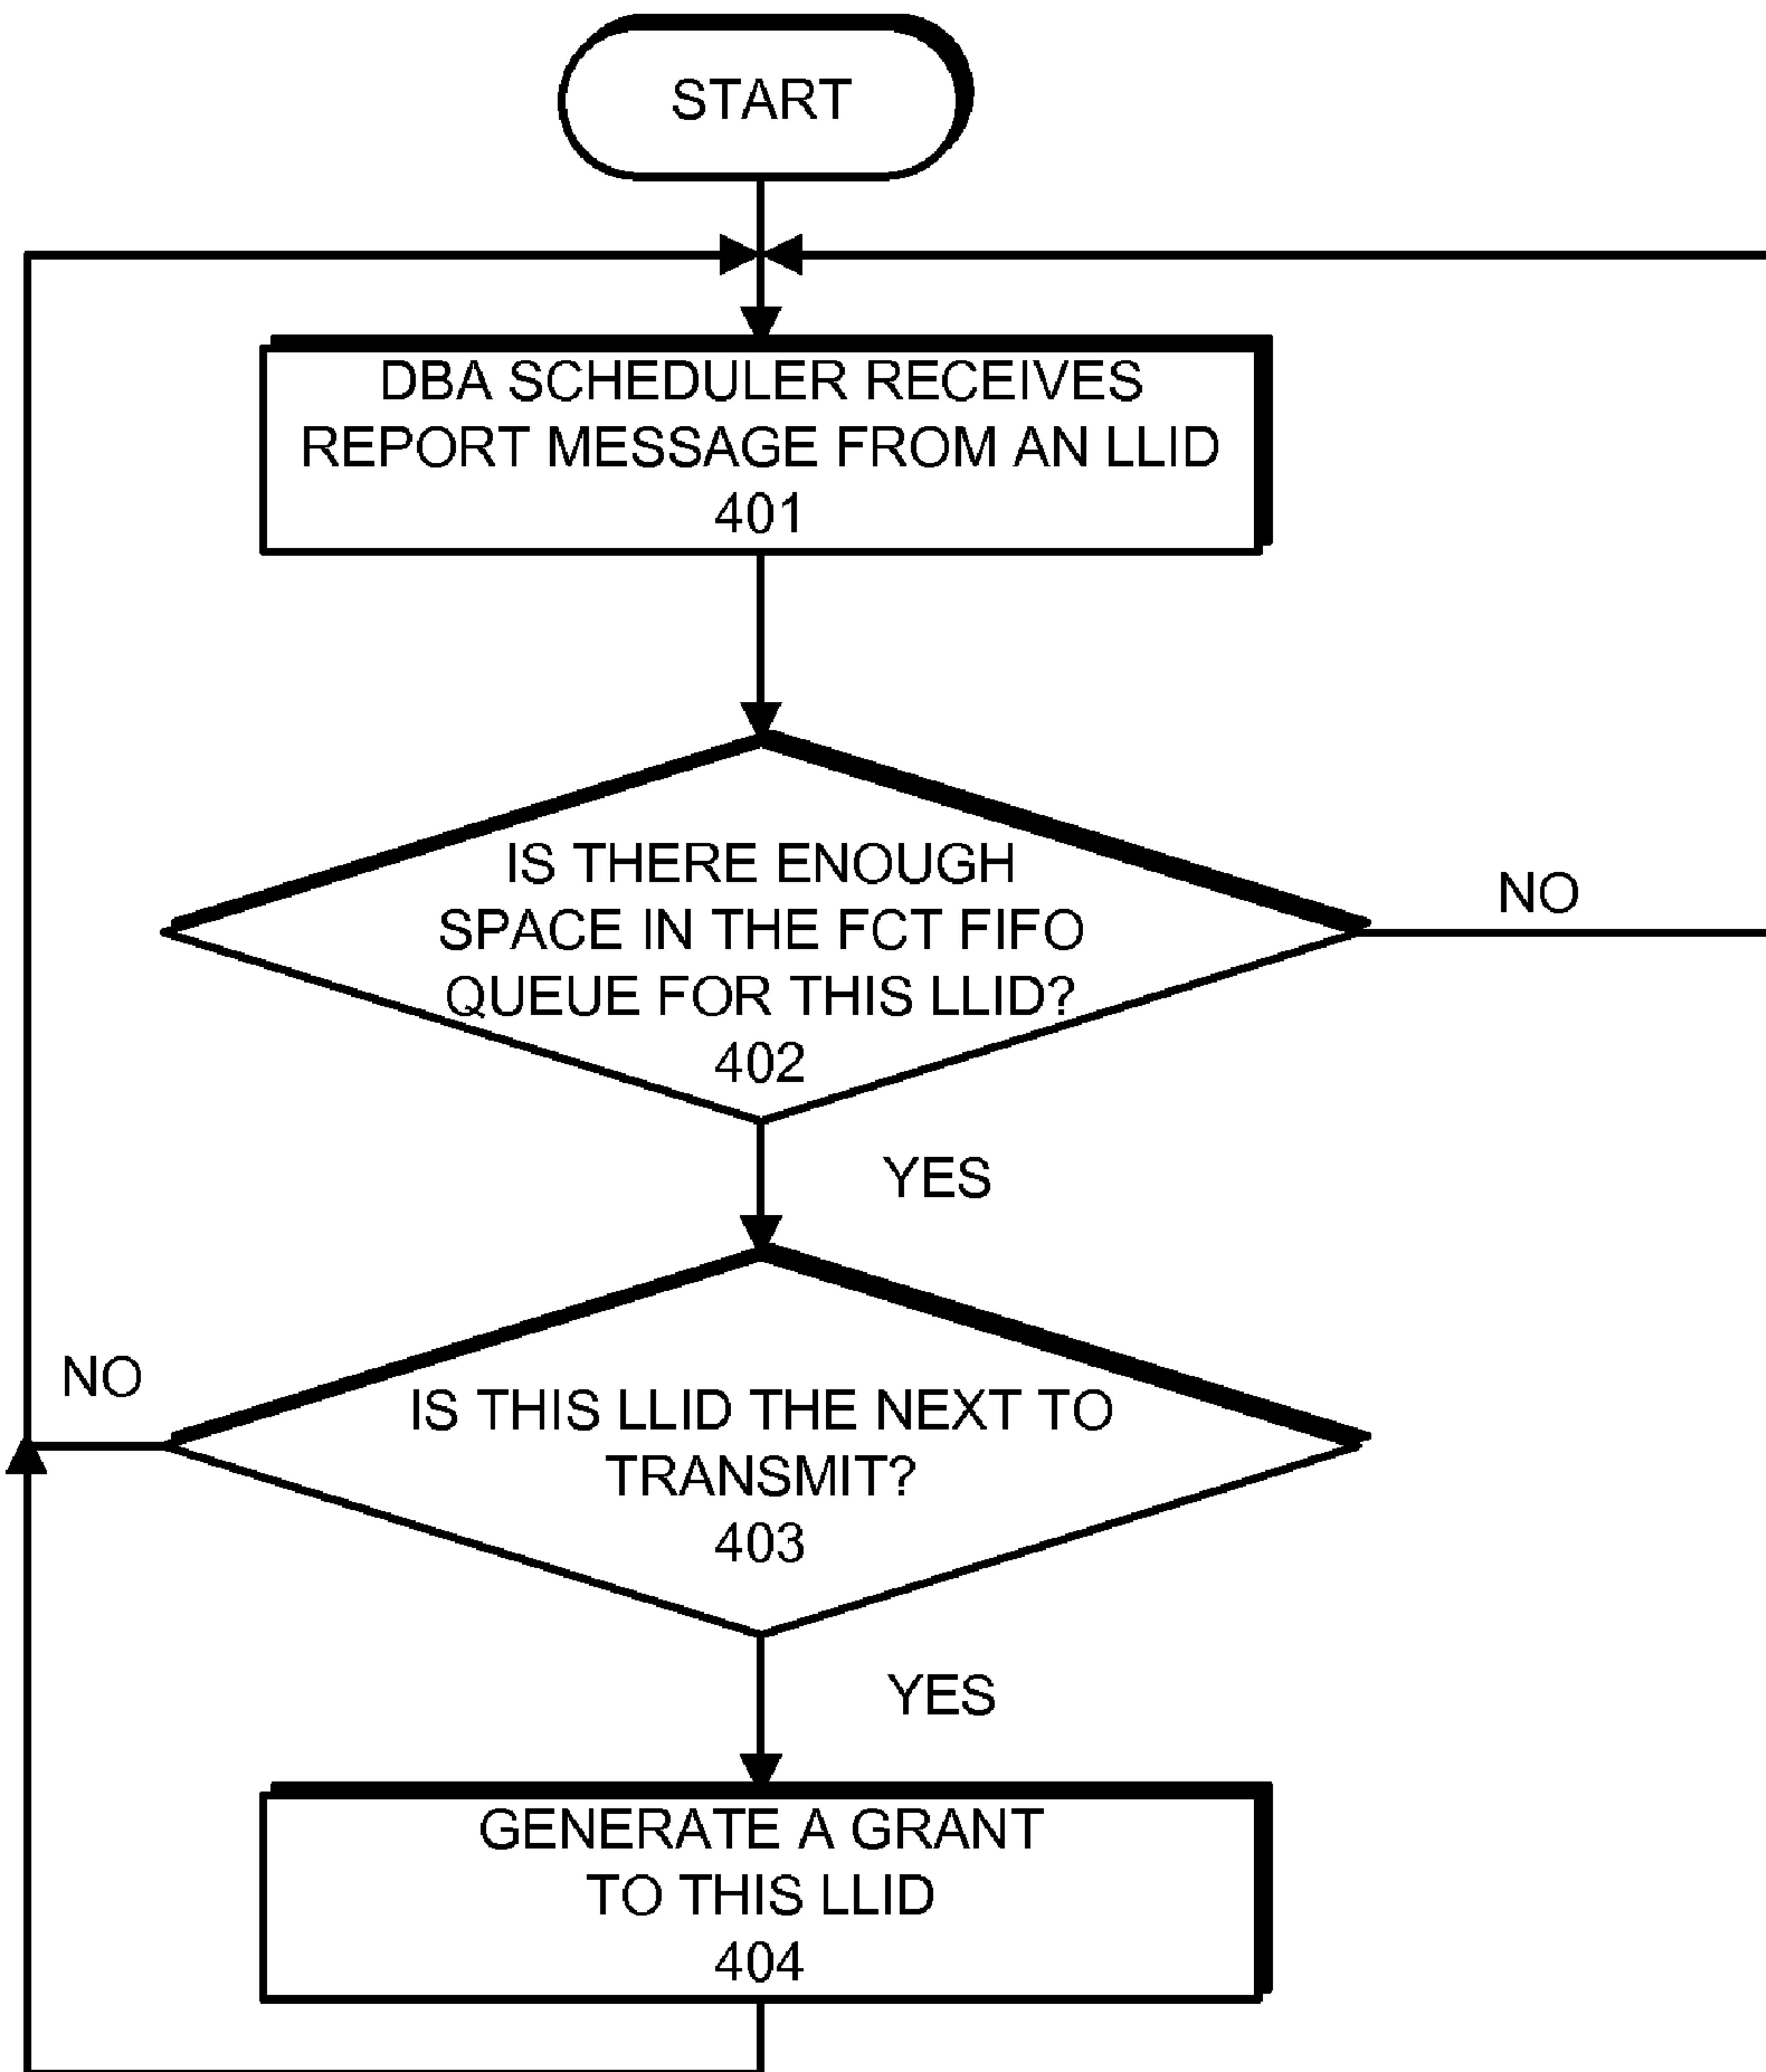 START
DBA SCHEDULER RECEIVES
REPORT MESSAGE FROM AN LLID
401
IS THERE ENOUGH
SPACE IN THE FCT FIFO
QUEUE FOR THIS LLID?
402
NO
YES
NO
IS THIS LLID THE NEXT TO
TRANSMIT?
403
YES
GENERATE A GRANT
TO THIS LLID
404